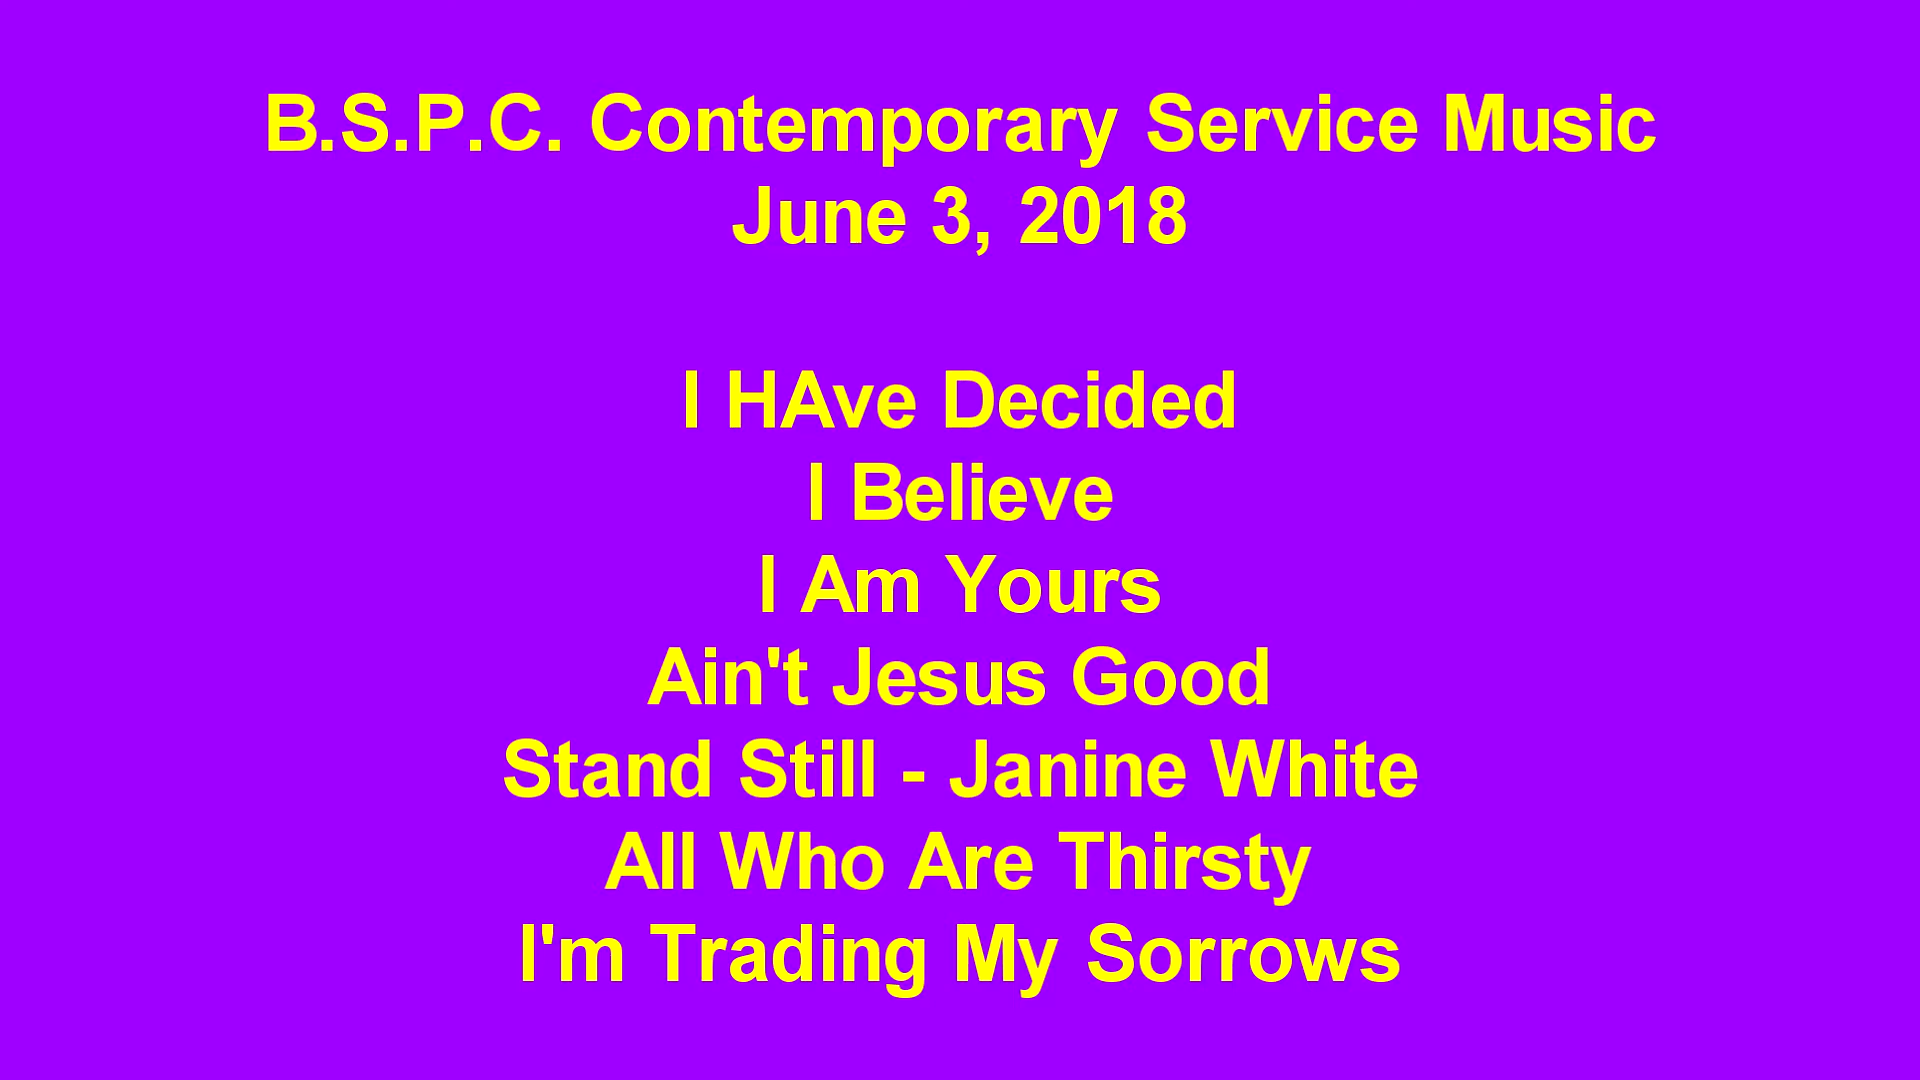 B.S.P.C. Contemporary Service Music
June 3, 2018
I HAve Decided
I Believe
I Am Yours
Ain't Jesus Good
Stand Still - Janine White
All Who Are Thirsty
I'm Trading My Sorrows